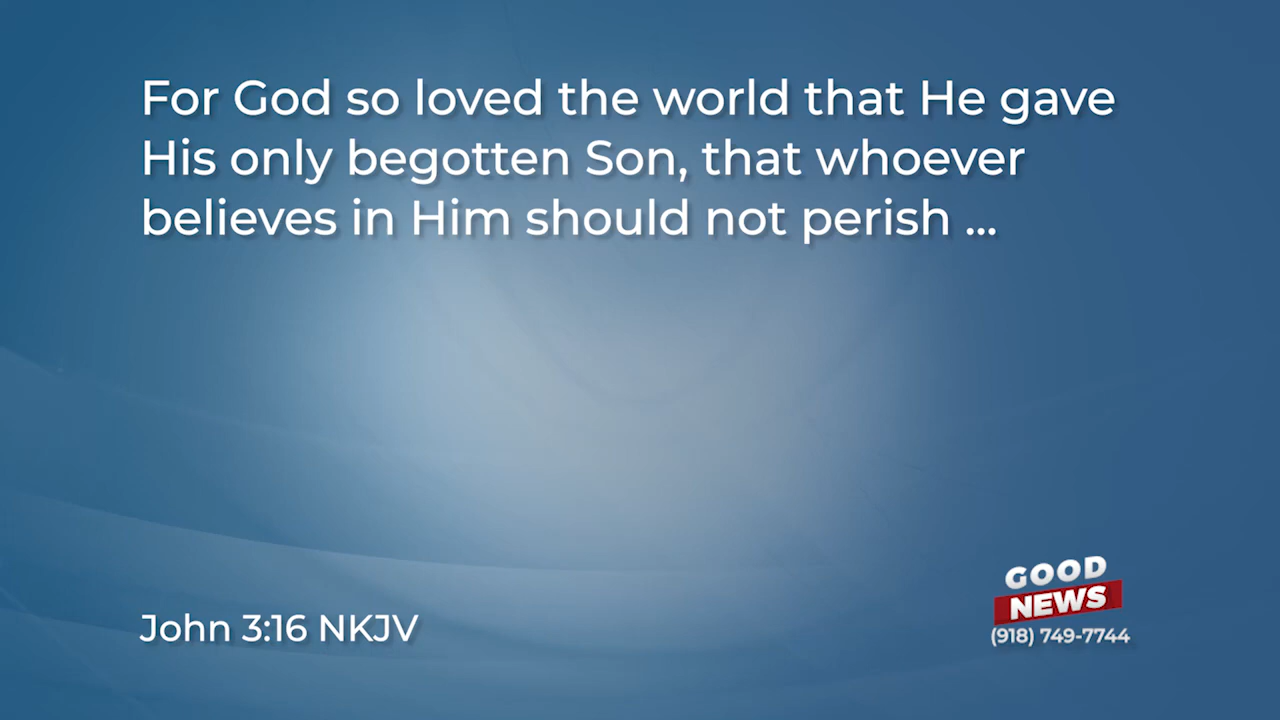 For God so loved the world that He gave
His only begotten Son, that whoever
believes in Him should not perish ...
John 3:16 NKJV
GOOD
NEWS
(918) 749-7744